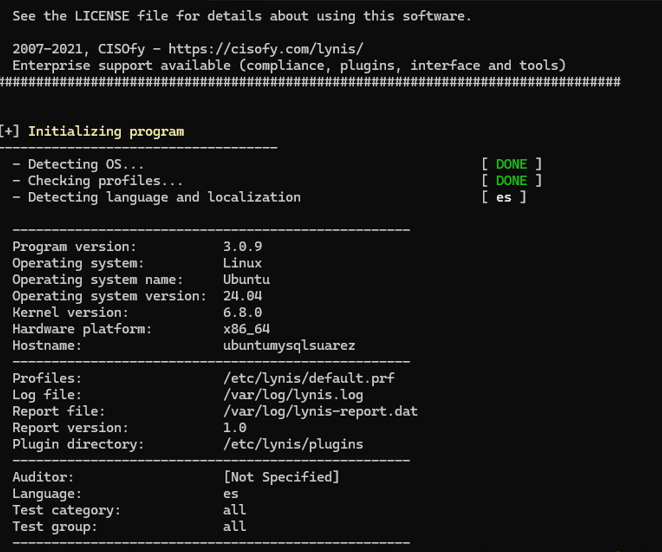 See the LICENSE file for details about using this software.
2007-2021, CISOfy - https://cisofy.com/lynis/
Enterprise support available (compliance, plugins, interface and tools)
################################################################################
[+] Initializing program
------------------------------------
- Detecting OS... [ DONE ]
- Checking profiles... [ DONE ]
- Detecting language and localization [ es ]
---------------------------------------------------
Program version: 3.0.9
Operating system: Linux
Operating system name: Ubuntu
Operating system version: 24.04
Kernel version: 6.8.0
Hardware platform: x86_64
Hostname: ubuntumysqlsuarez
---------------------------------------------------
Profiles: /etc/lynis/default.prf
Log file: /var/log/lynis.log
Report file: /var/log/lynis-report.dat
Report version: 1.0
Plugin directory: /etc/lynis/plugins
---------------------------------------------------
Auditor: [Not Specified]
Language: es
Test category: all
Test group: all
---------------------------------------------------